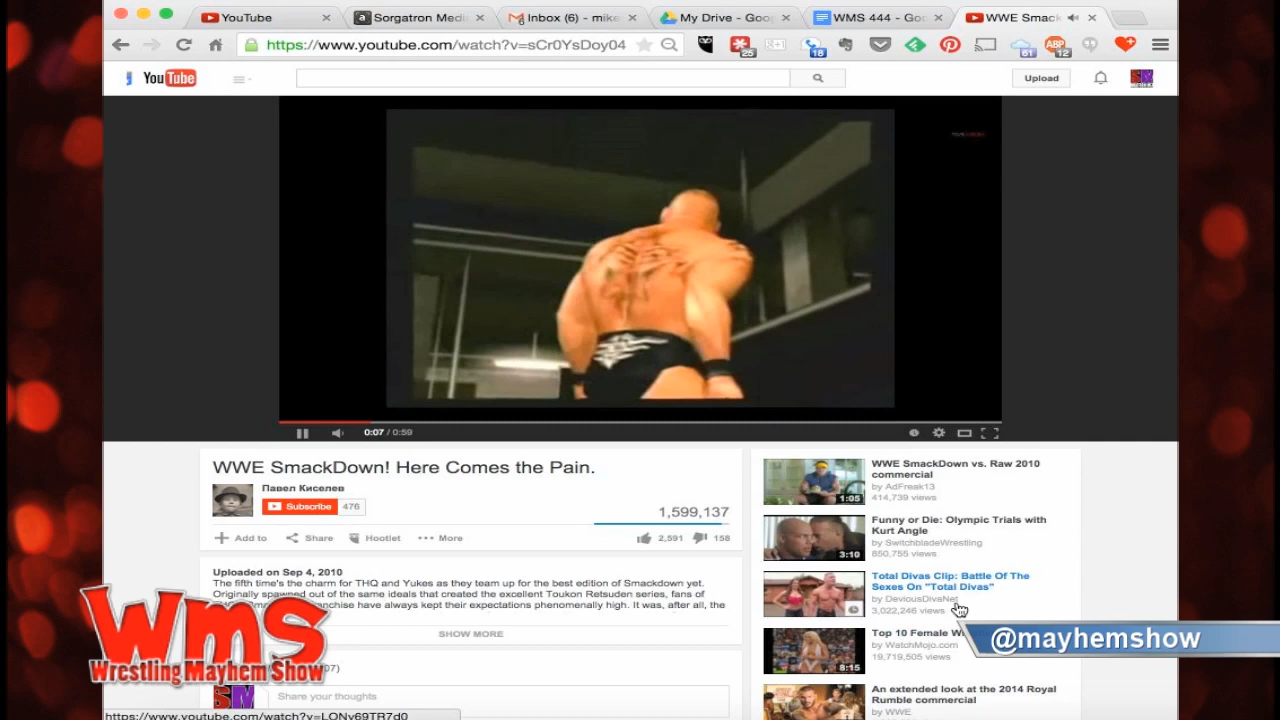 YouTube
Sorgatron Medi
Inbox (6) - mike
My Drive - Goo
WMS 444 - Go
WWE Smack
https://www.youtube.com/watch?v=sCr0YsDoy04
25
18
61
ABP
12
YouTube
Upload
0:07 / 0:59
WWE SmackDown! Here Comes the Pain.
Павел Киселев
Subscribe 476
1,599,137
Add to Share Hootlet More
2,591 158
Uploaded on Sep 4, 2010
The fifth time's the charm for THQ and Yukes as they team up for the best edition of Smackdown yet.
Originally spawned out of the same ideas that created the excellent Toukon Retsuden series, fans of
franchise have always kept their expectations phenomenally high. It was, after all, the
SHOW MORE
Share your thoughts
SM
http://www.youtube.com/watch?v=LQNy69TR7d0
1:05
WWE SmackDown vs. Raw 2010
commercial
by AdFreak13
414,739 views
3:10
Funny or Die: Olympic Trials with
Kurt Angle
by SwitchbladeWrestling
850,755 views
Total Divas Clip: Battle Of The
Sexes On "Total Divas"
by DeviousDivaNet
3,022,246 views
8:15
Top 10 Female W
by WatchMojo.com
19,719,505 views
An extended look at the 2014 Royal
Rumble commercial
by WWE
WMS
Wrestling Mayhem Show
@mayhemshow